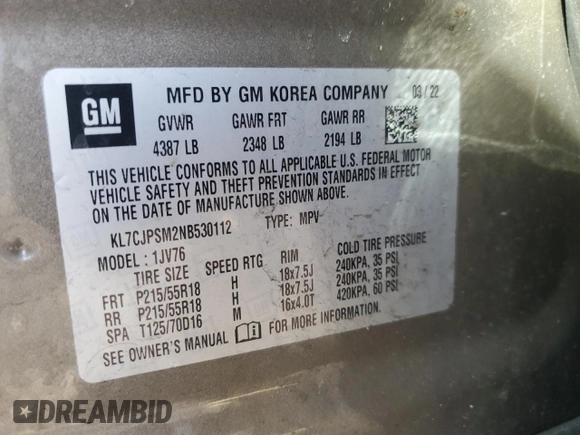 GM
MFD BY GM KOREA COMPANY 03/22
GVWR GAWR FRT GAWR RR
4387 LB 2348 LB 2194 LB
THIS VEHICLE CONFORMS TO ALL APPLICABLE U.S. FEDERAL MOTOR
VEHICLE SAFETY AND THEFT PREVENTION STANDARDS IN EFFECT
ON THE DATE OF MANUFACTURE SHOWN ABOVE.
KL7CJPSM2NB530112 TYPE: MPV
MODEL: 1JV76
TIRE SIZE SPEED RTG RIM COLD TIRE PRESSURE
FRT P215/55R18 H 18x7.5J 240KPA, 35 PSI
RR P215/55R18 H 18x7.5J 240KPA, 35 PSI
SPA T125/70D16 M 16x4.0T 420KPA, 60 PSI
SEE OWNER'S MANUAL FOR MORE INFORMATION.
DREAMBID